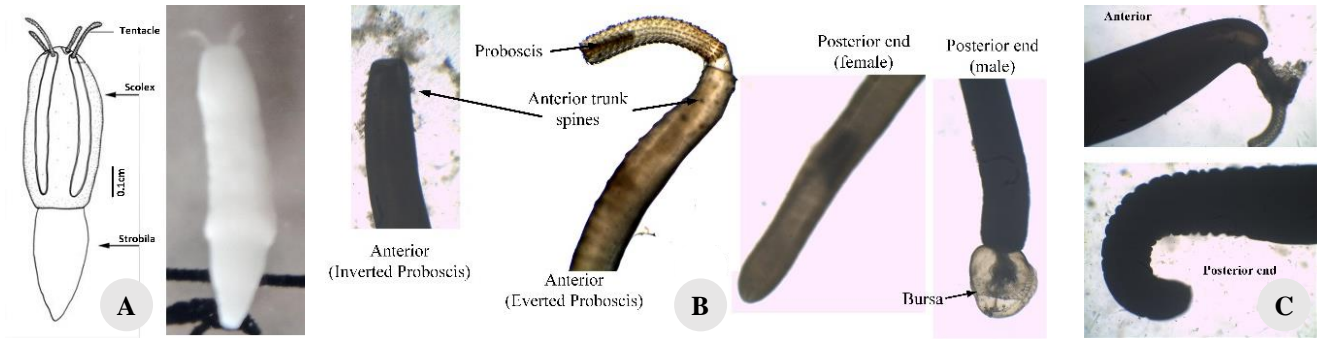 Tentacle
Scolex
0.1cm
Strobila
A
Proboscis
Anterior trunk
spines
Anterior
(Inverted Proboscis)
Anterior
(Everted Proboscis)
B
Posterior end
(female)
Posterior end
(male)
Bursa
Anterior
Posterior end
C